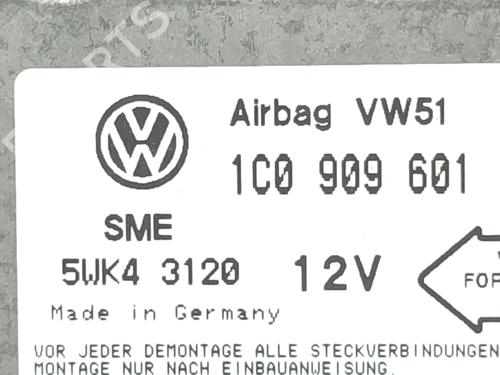 Airbag VW51
1C0 909 601
SME
5WK4 3120 12V
FOR
Made in Germany
VOR JEDER DEMONTAGE ALLE STECKVERBINDUNGEN
MONTAGE NUR NACH EINBAUANWEISUNG.